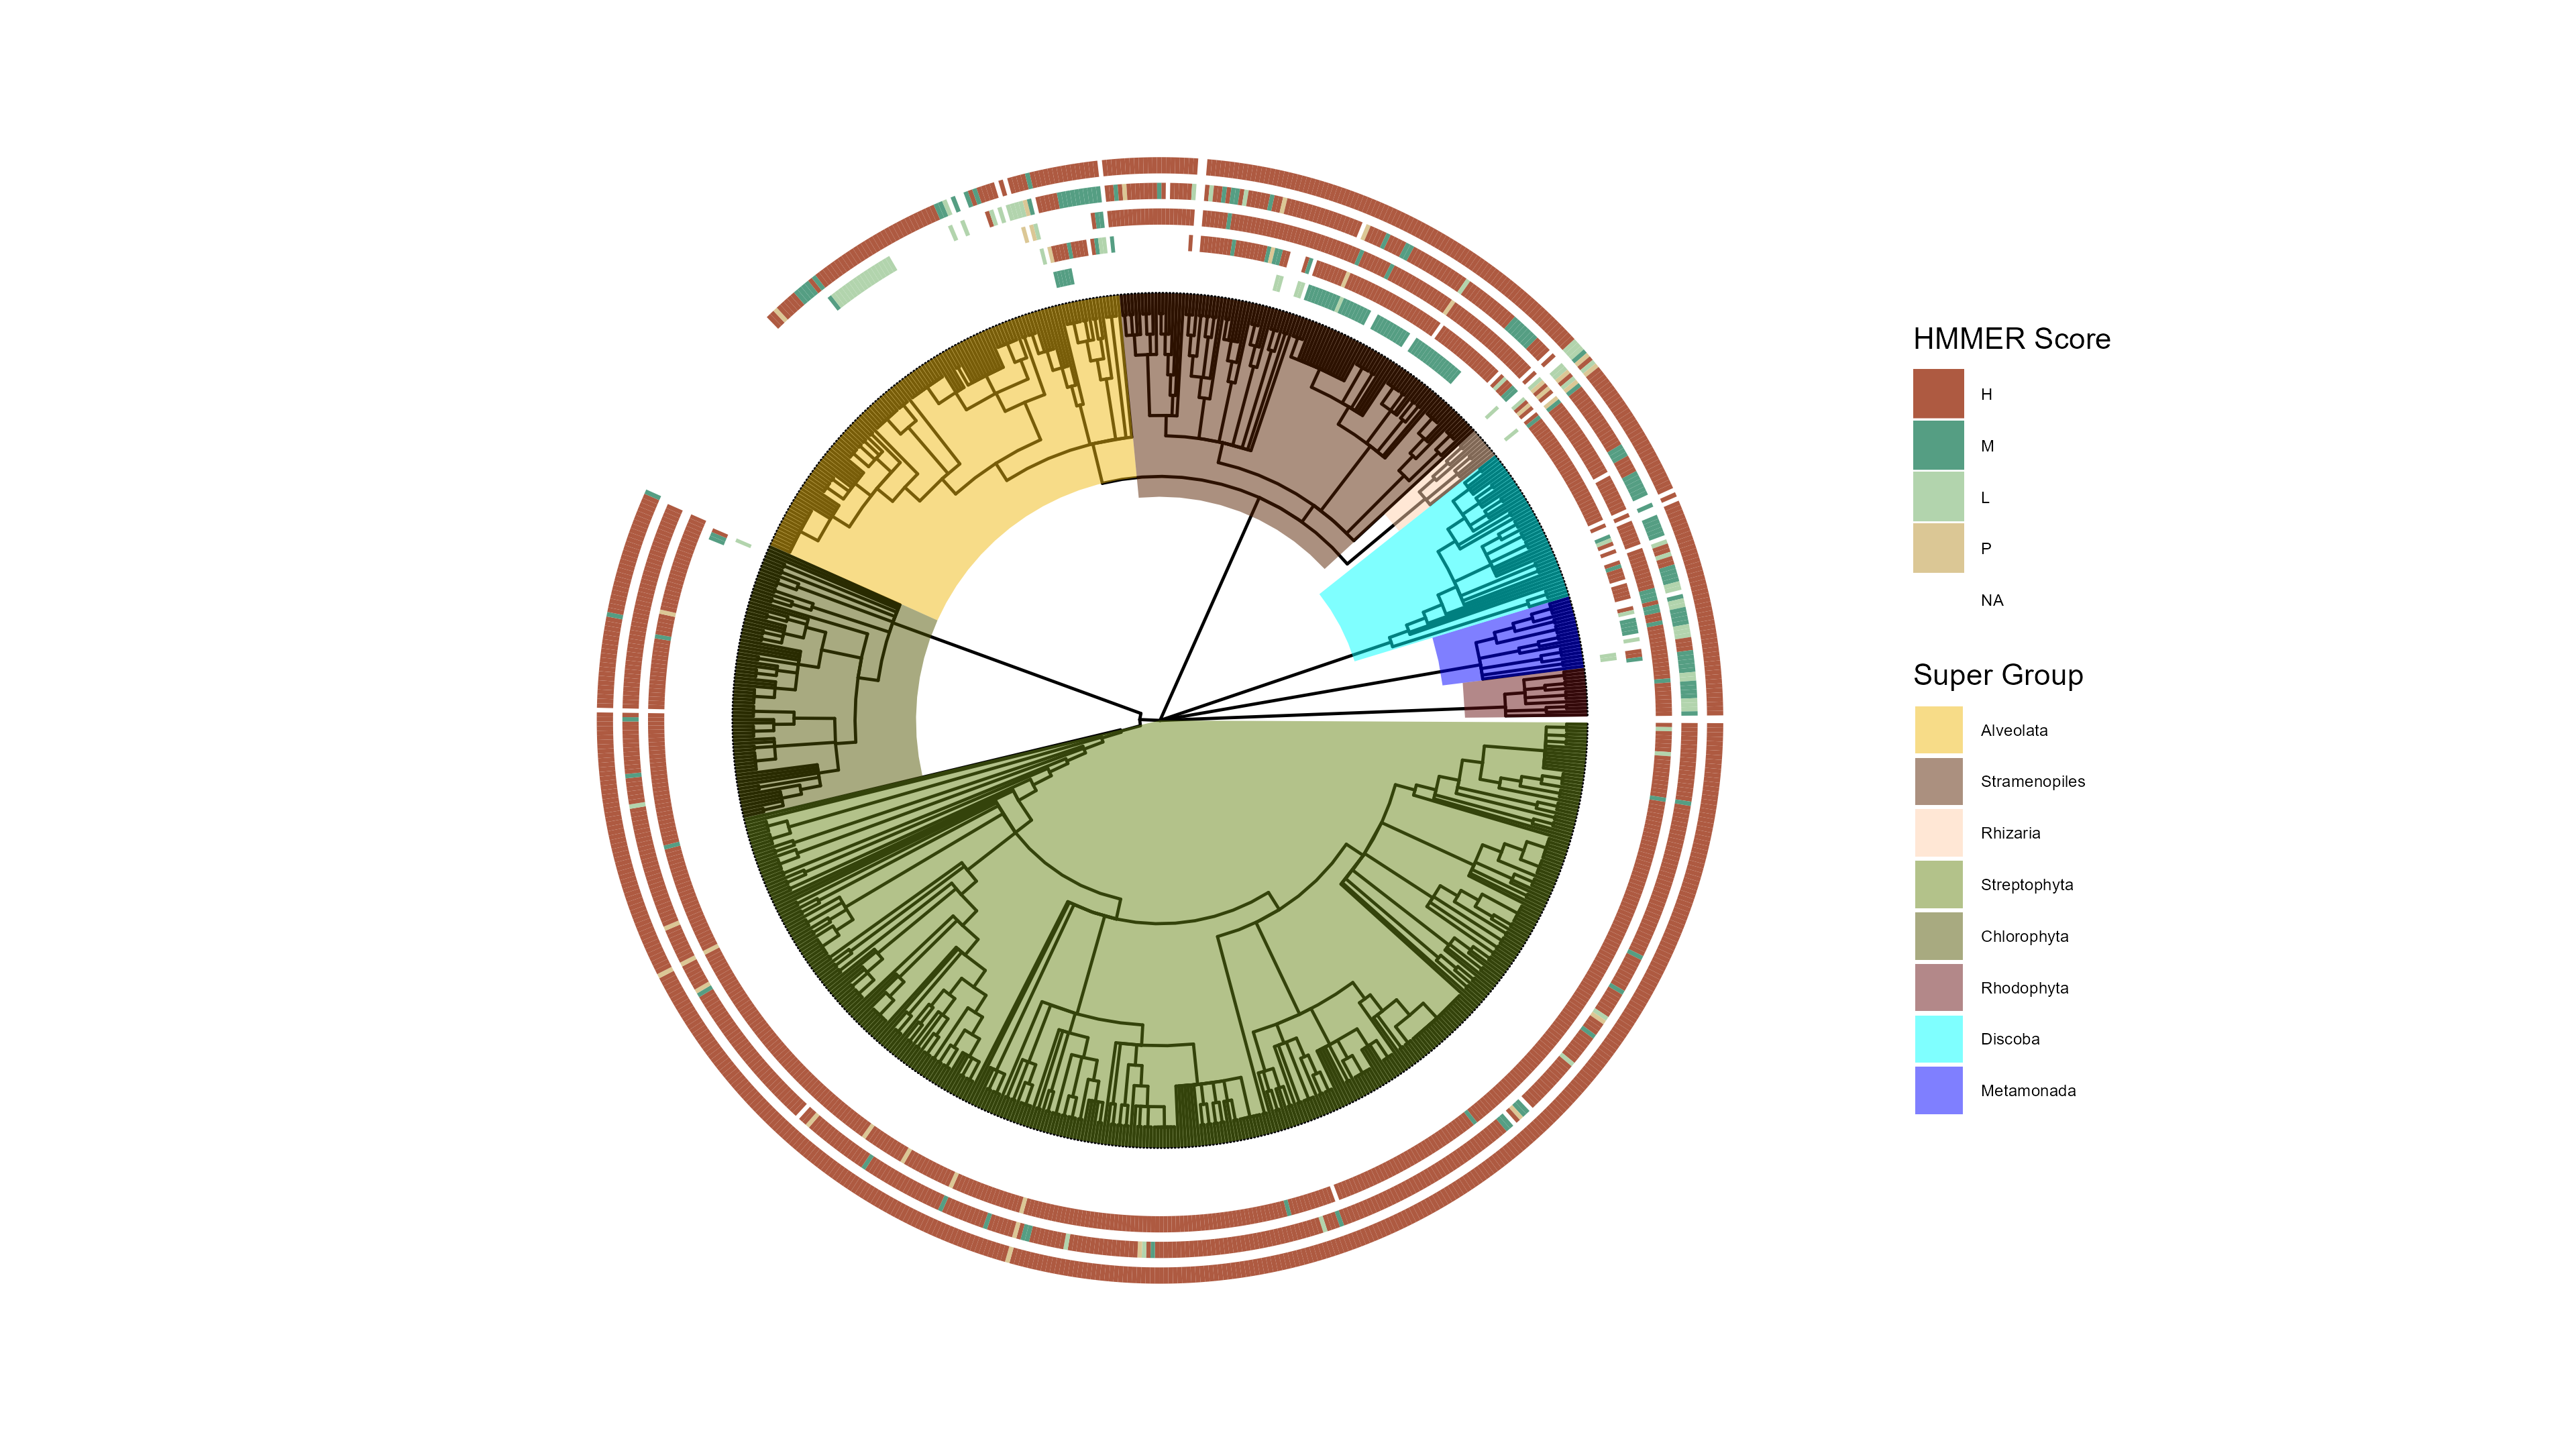 HMMER Score
H
M
L
P
NA
Super Group
Alveolata
Stramenopiles
Rhizaria
Streptophyta
Chlorophyta
Rhodophyta
Discoba
Metamonada